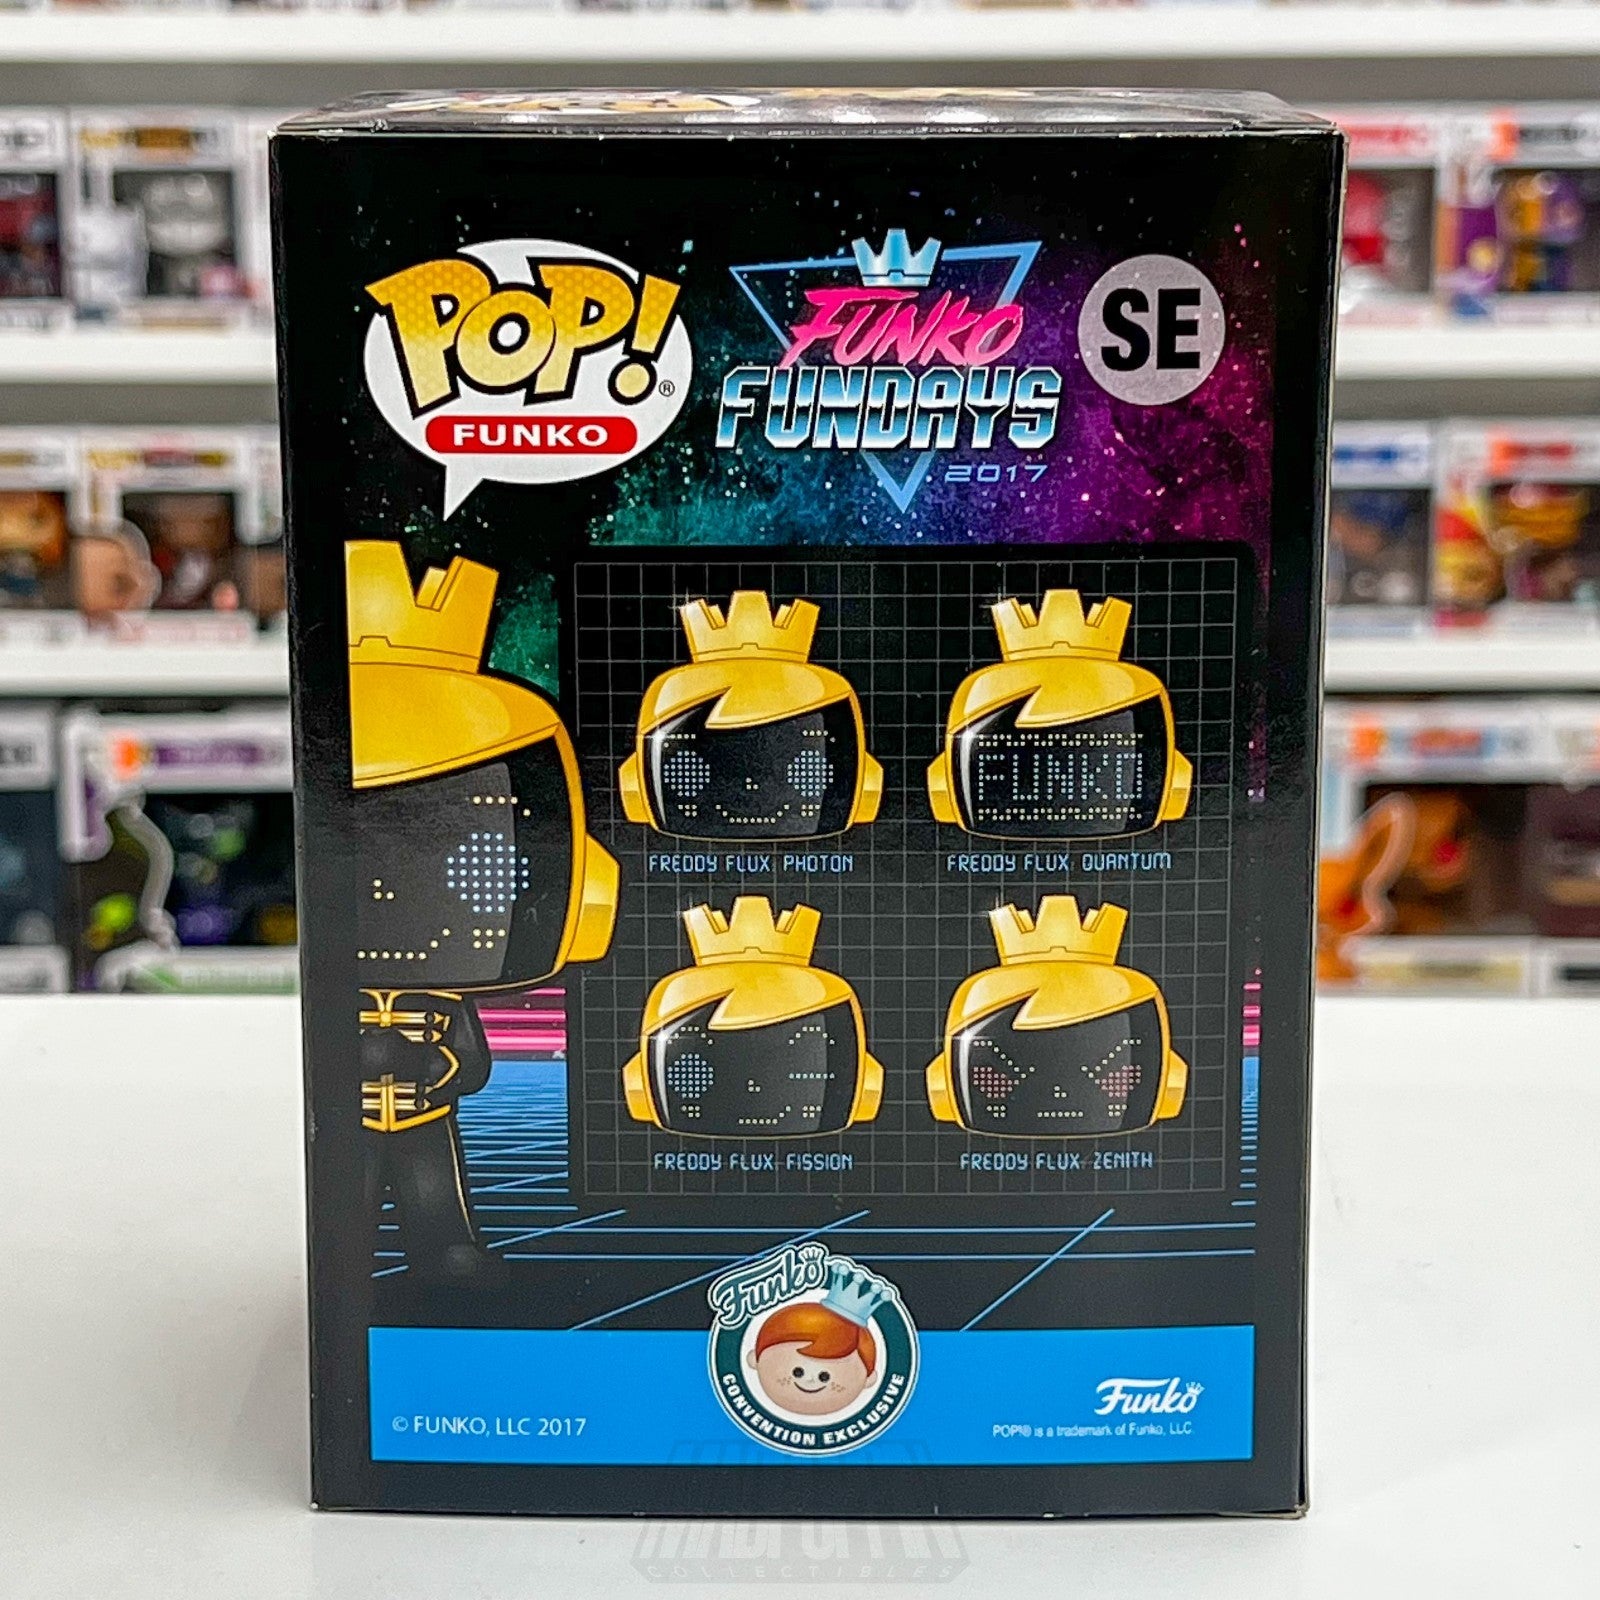 POP!®
FUNKO
FUNKO
FUNDAYS
2017
SE
FUNKO
FREDDY FLUX PHOTON
FREDDY FLUX QUANTUM
FREDDY FLUX FISSION
FREDDY FLUX ZENITH
Funko
CONVENTION EXCLUSIVE
© FUNKO, LLC 2017
Funko
POP!® is a trademark of Funko, LLC.
COLLECTIBLES